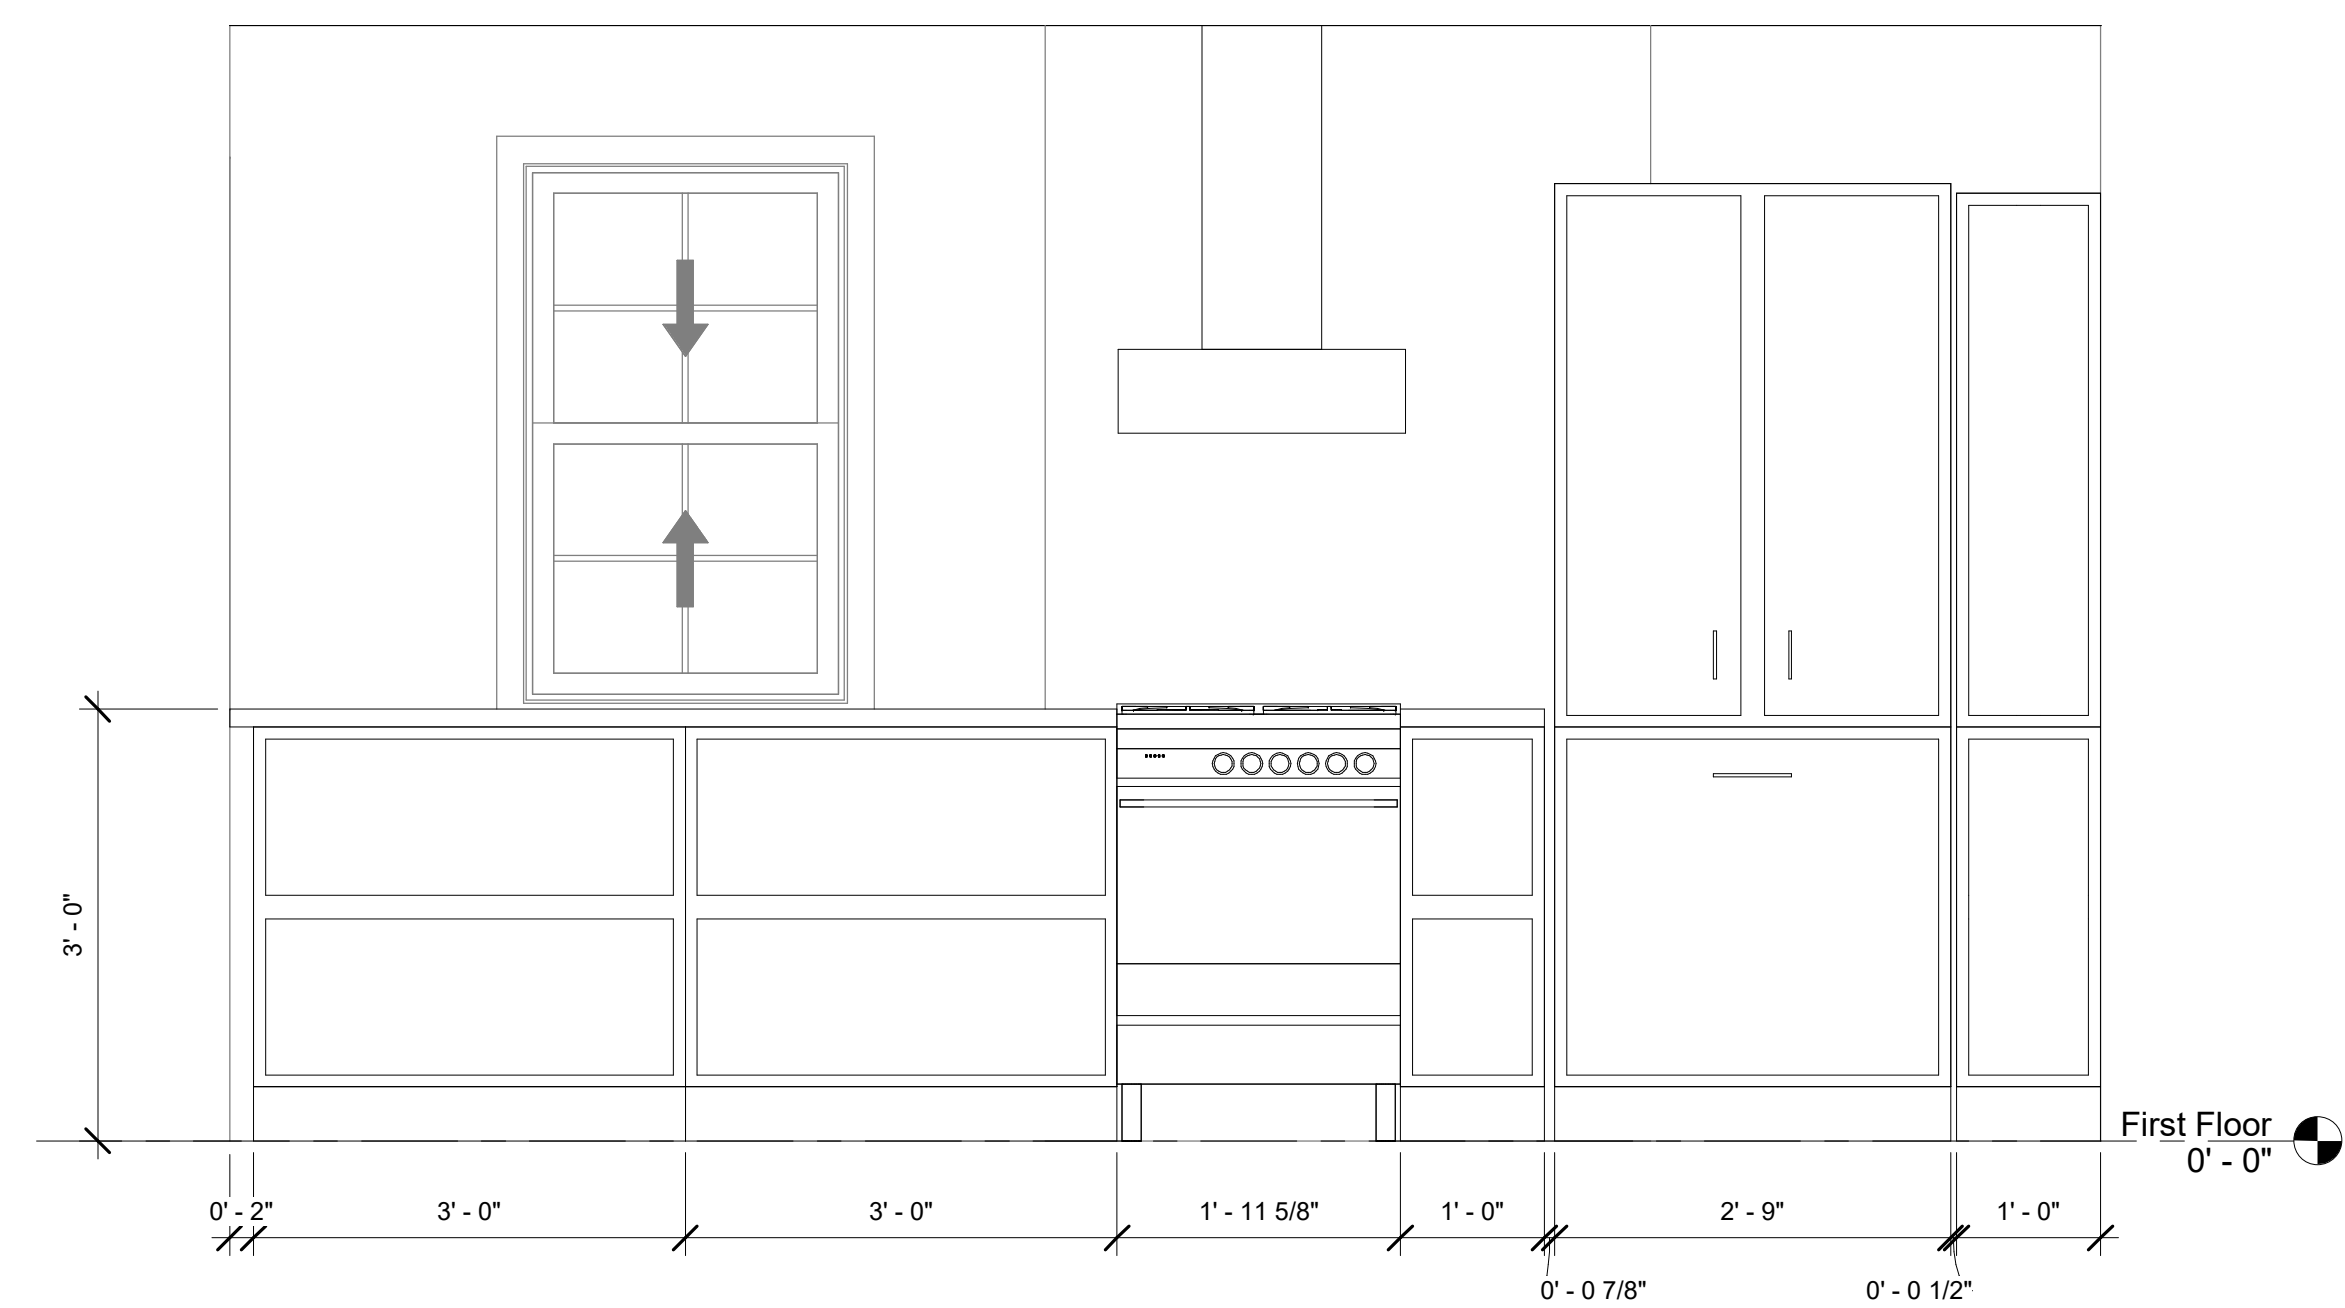 3' - 0"
First Floor
0' - 0"
0' - 2"
3' - 0"
3' - 0"
1' - 11 5/8"
1' - 0"
2' - 9"
1' - 0"
0' - 0 7/8"
0' - 0 1/2"